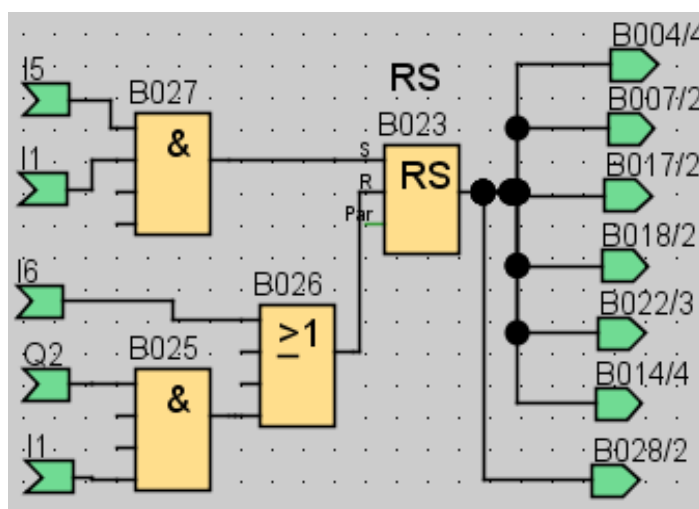 B004/4
I5
B027
RS
B007/2
&
B023
I1
S
RS
B017/2
R
Par
B018/2
I6
B026
B022/3
>1
Q2
B025
B014/4
&
I1
B028/2